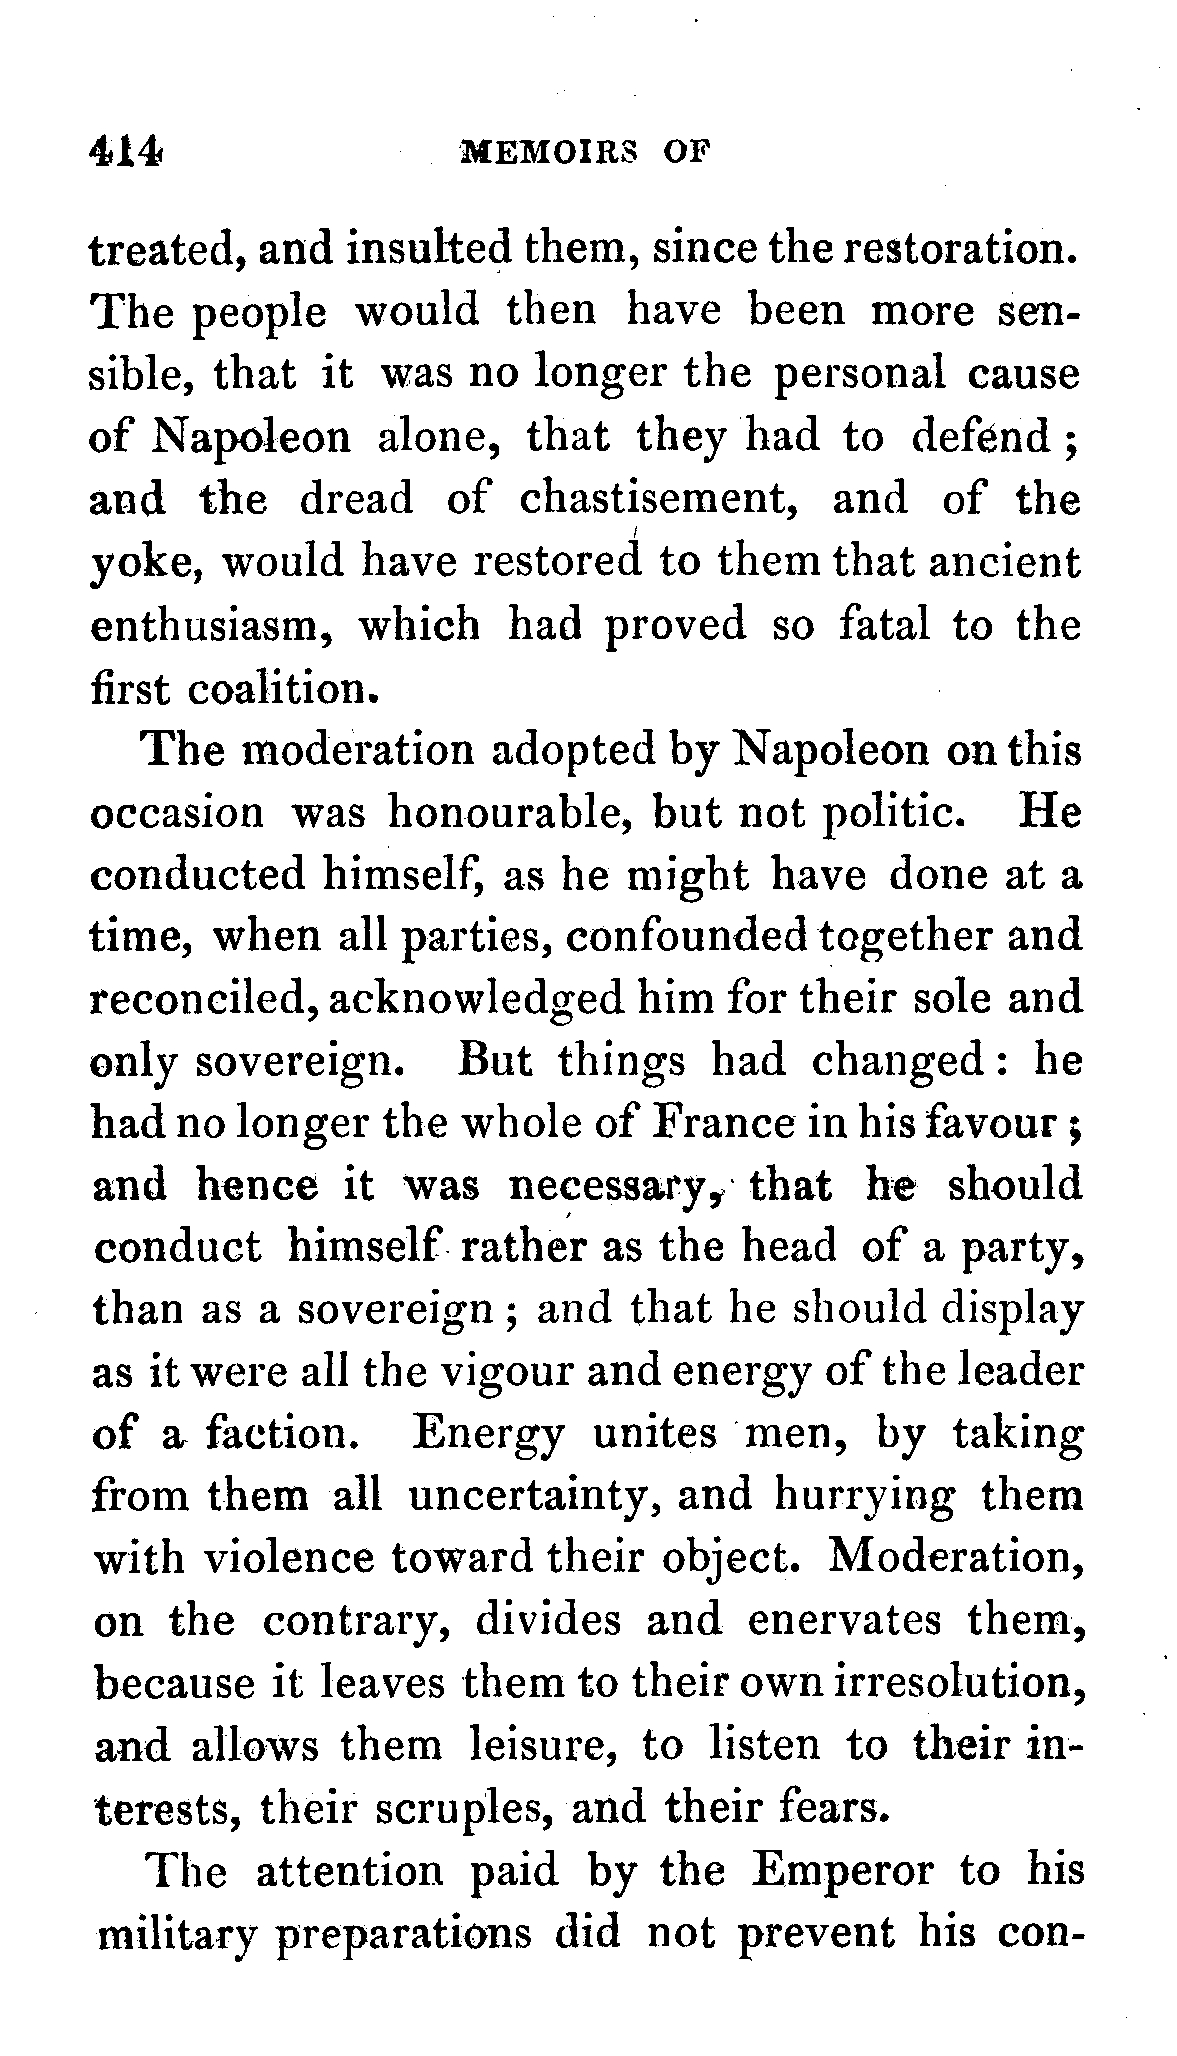 414 MEMOIRS OF
treated, and insulted them, since the restoration.
The people would then have been more sen-
sible, that it was no longer the personal cause
of Napoleon alone, that they had to defend ;
and the dread of chastisement, and of the
yoke, would have restored to them that ancient
enthusiasm, which had proved so fatal to the
first coalition.
The moderation adopted by Napoleon on this
occasion was honourable, but not politic. He
conducted himself, as he might have done at a
time, when all parties, confounded together and
reconciled, acknowledged him for their sole and
only sovereign. But things had changed : he
had no longer the whole of France in his favour ;
and hence it was necessary, that he should
conduct himself rather as the head of a party,
than as a sovereign ; and that he should display
as it were all the vigour and energy of the leader
of a faction. Energy unites men, by taking
from them all uncertainty, and hurrying them
with violence toward their object. Moderation,
on the contrary, divides and enervates them,
because it leaves them to their own irresolution,
and allows them leisure, to listen to their in-
terests, their scruples, and their fears.
The attention paid by the Emperor to his
military preparations did not prevent his con-